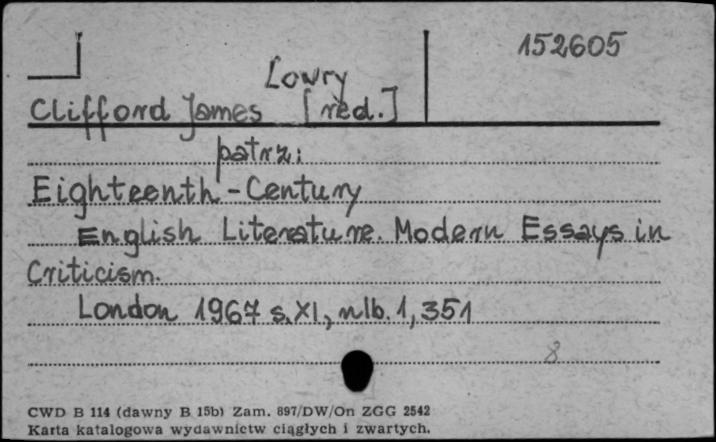 152605
Lowry
Clifford James [red.]
patrz:
Eighteenth-Century
English Literature. Modern Essays in
Criticism.
London 1967 s. XI, nlb. 1, 351
8
CWD B 114 (dawny B 15b) Zam. 897/DW/On ZGG 2542
Karta katalogowa wydawnictw ciągłych i zwartych.